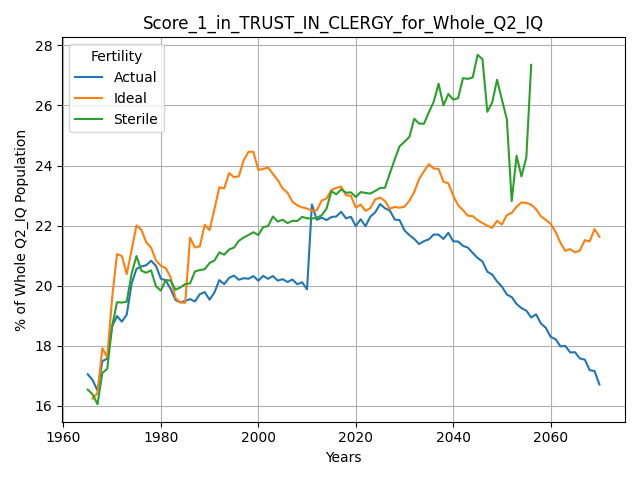 Score_1_in_TRUST_IN_CLERGY_for_Whole_Q2_IQ
Fertility
Actual
Ideal
Sterile
% of Whole Q2_IQ Population
28
26
24
22
20
18
16
1960
1980
2000
2020
2040
2060
Years